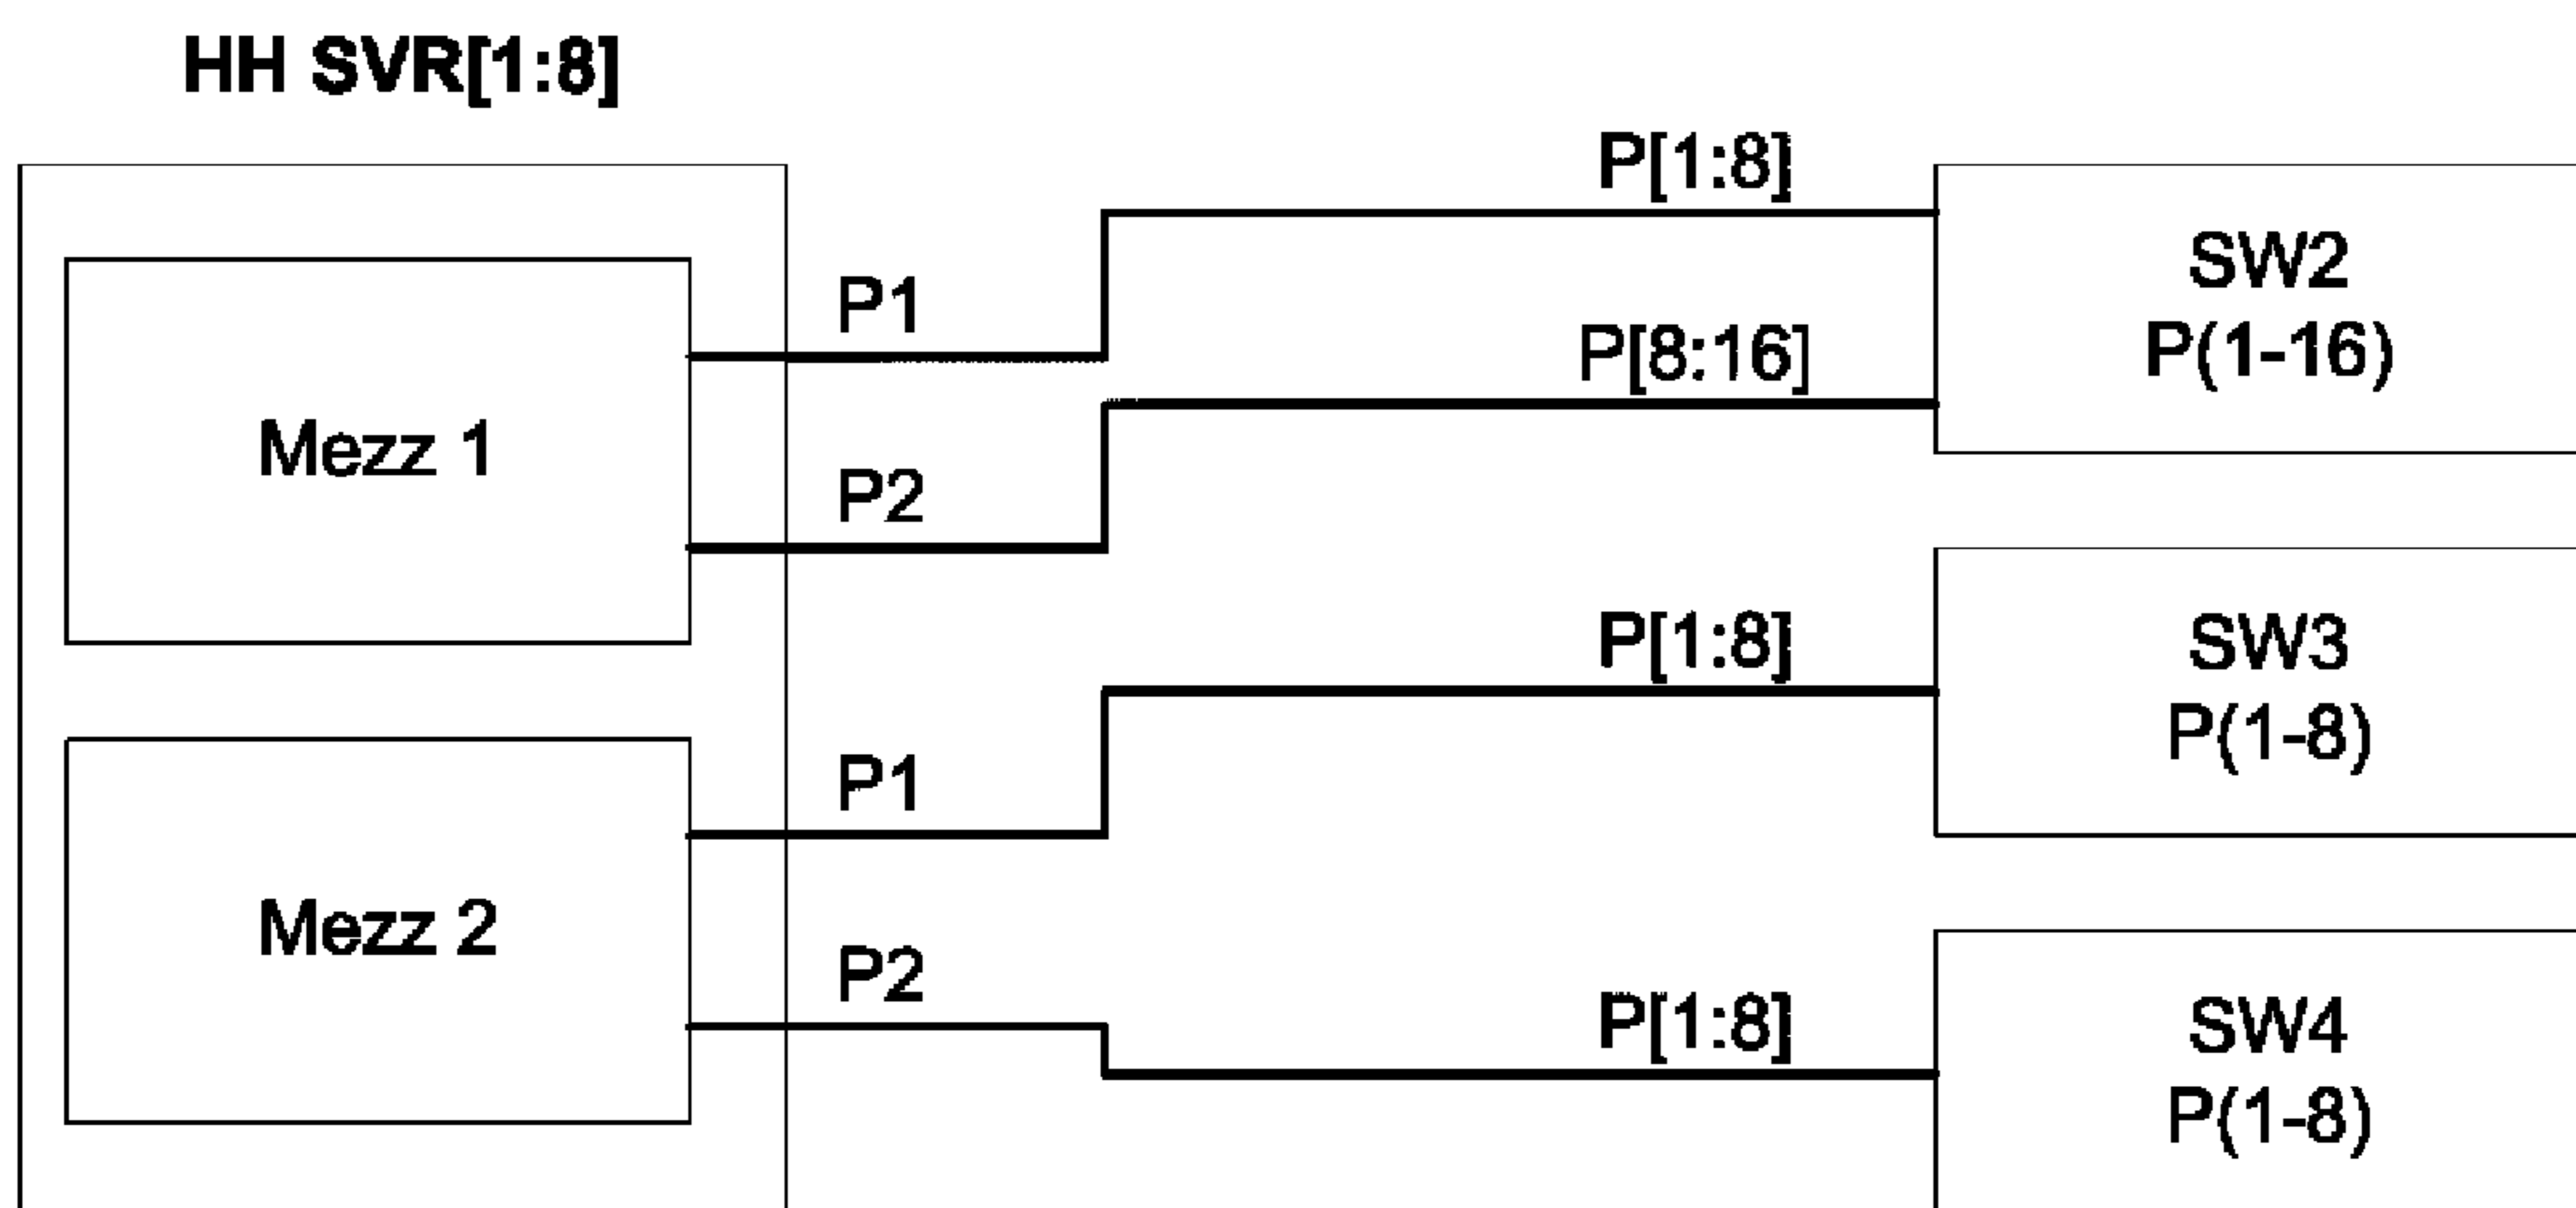 HH SVR[1:8]
P[1:8]
SW2
P(1-16)
P1
P[8:16]
Mezz 1
P2
P[1:8]
SW3
P(1-8)
P1
Mezz 2
P2
P[1:8]
SW4
P(1-8)